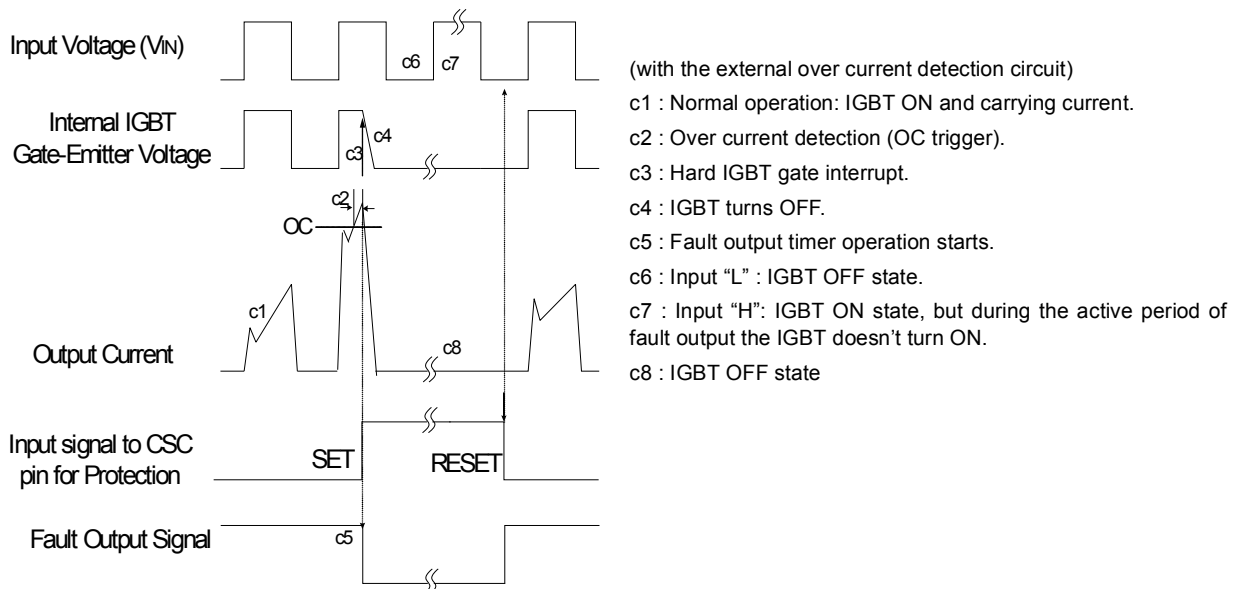 Input Voltage (VIN)
c6
c7
Internal IGBT
Gate-Emitter Voltage
c3
c4
c2
OC
c1
Output Current
c8
Input signal to CSC
pin for Protection
SET
RESET
Fault Output Signal
c5
(with the external over current detection circuit)
c1 : Normal operation: IGBT ON and carrying current.
c2 : Over current detection (OC trigger).
c3 : Hard IGBT gate interrupt.
c4 : IGBT turns OFF.
c5 : Fault output timer operation starts.
c6 : Input “L” : IGBT OFF state.
c7 : Input “H”: IGBT ON state, but during the active period of
fault output the IGBT doesn’t turn ON.
c8 : IGBT OFF state